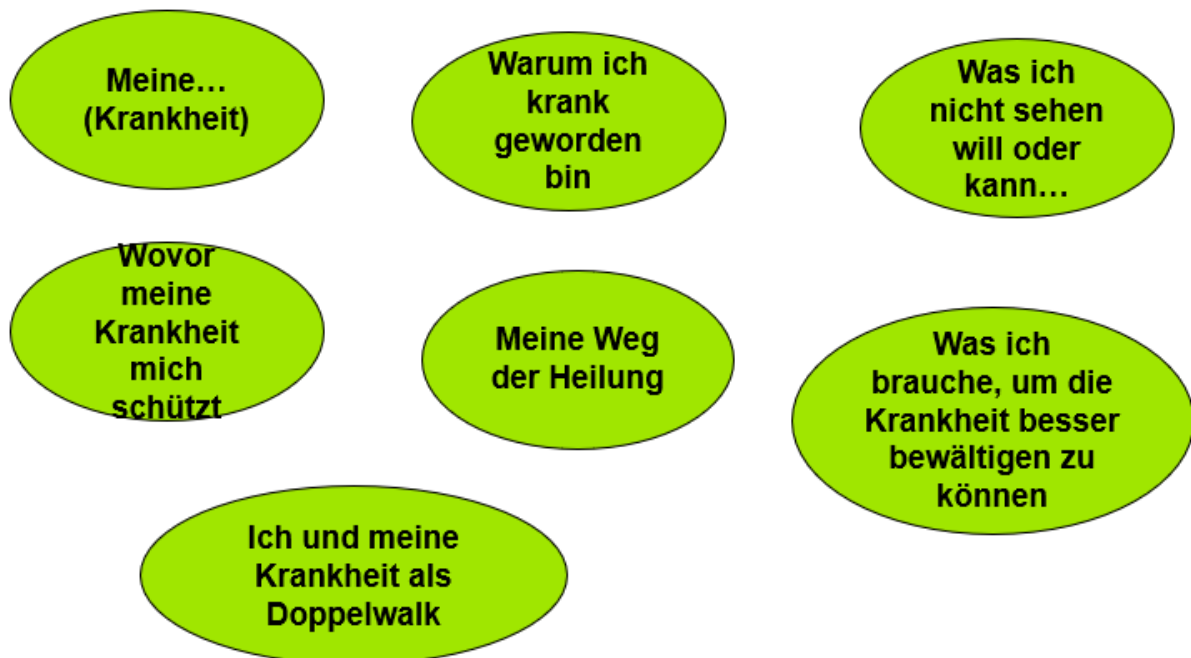 Meine…
(Krankheit)
Warum ich
krank
geworden
bin
Was ich
nicht sehen
will oder
kann…
Wovor
meine
Krankheit
mich
schützt
Meine Weg
der Heilung
Was ich
brauche, um die
Krankheit besser
bewältigen zu
können
Ich und meine
Krankheit als
Doppelwalk